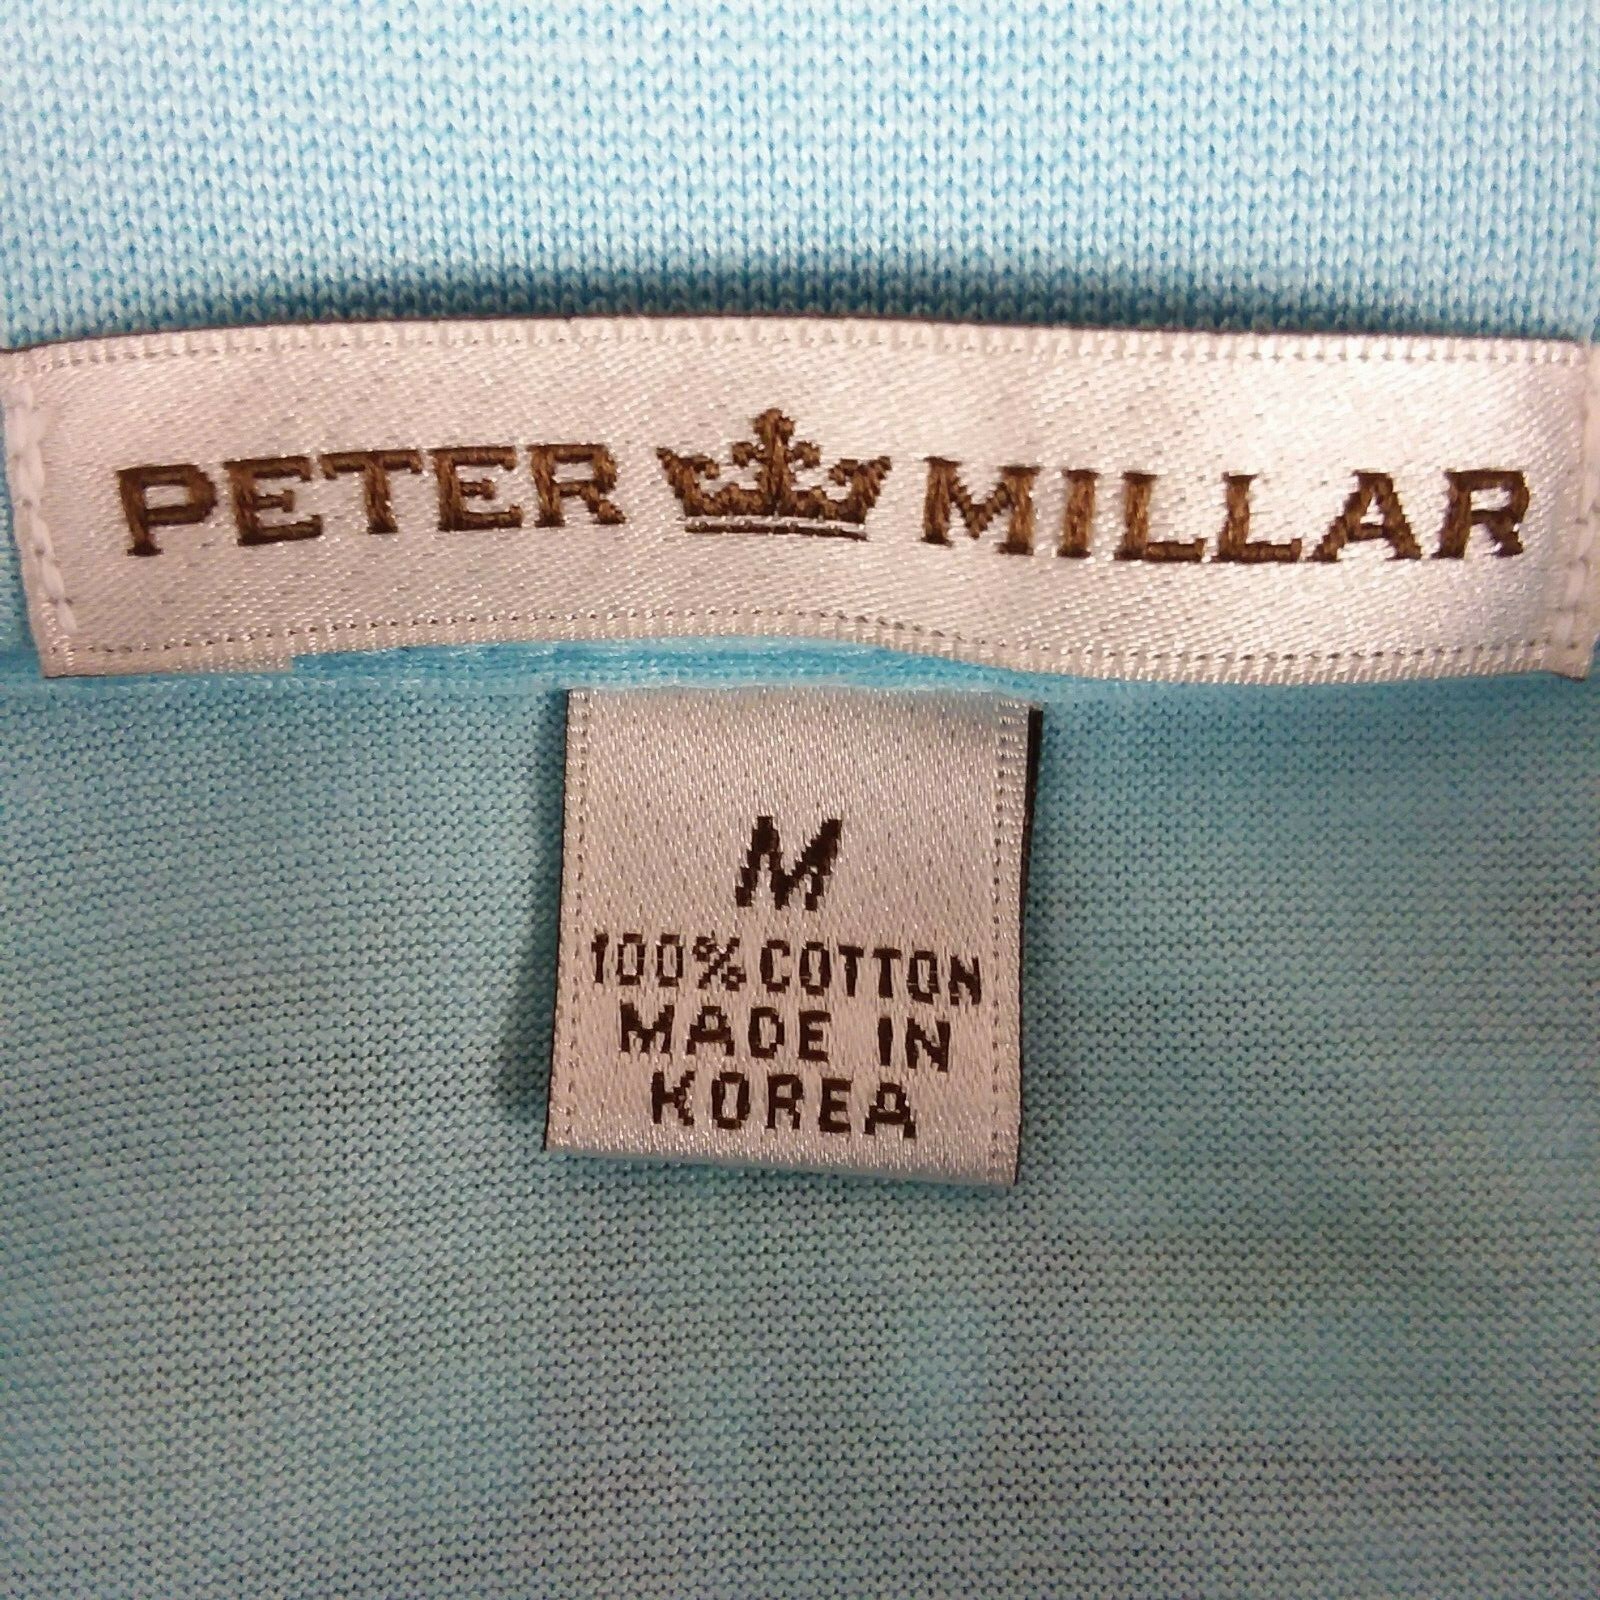 PETER MILLAR
M
100% COTTON
MADE IN
KOREA